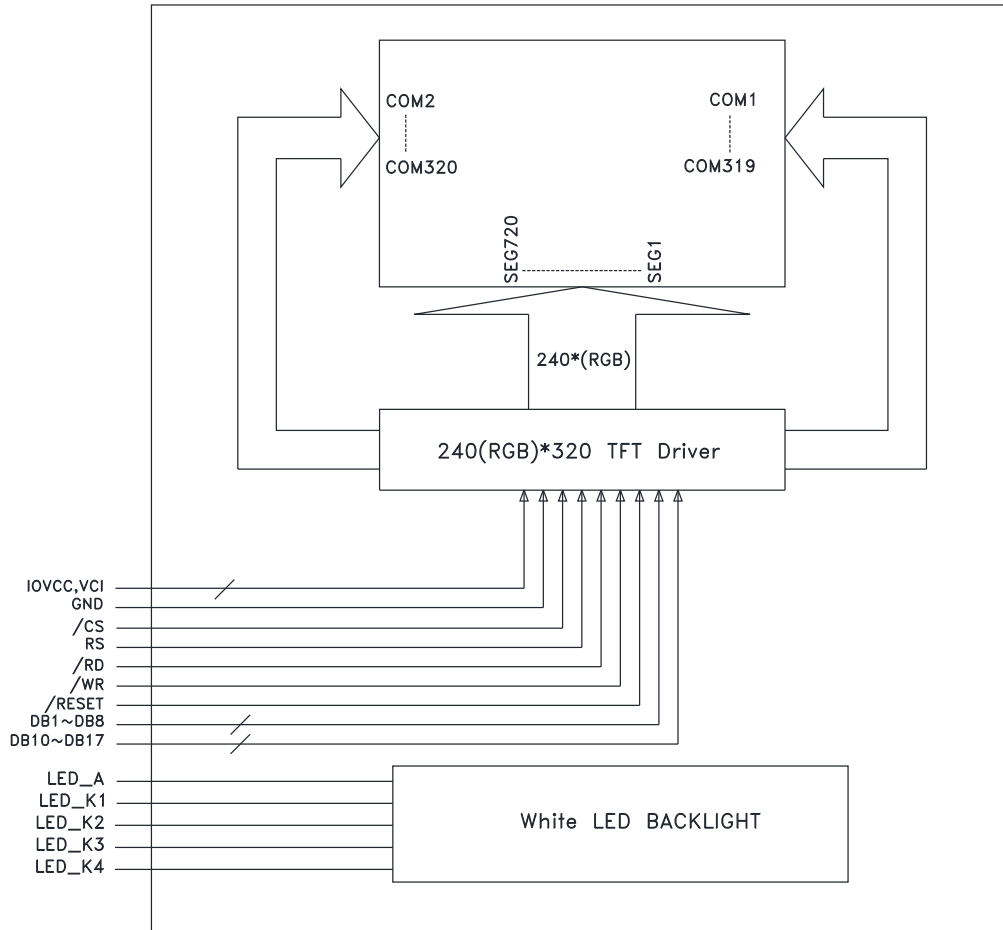 COM2
COM1
COM320
COM319
SEG720
SEG1
240*(RGB)
240(RGB)*320 TFT Driver
IOVCC,VCI
GND
/CS
RS
/RD
/WR
/RESET
DB1~DB8
DB10~DB17
LED_A
LED_K1
LED_K2
LED_K3
LED_K4
White LED BACKLIGHT